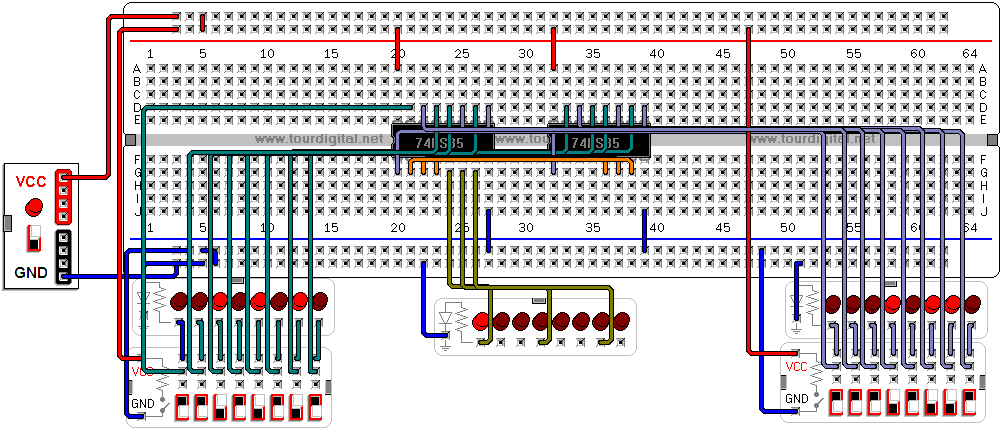 1 5 10 15 20 25 30 35 40 45 50 55 60 64
A A
B B
C C
D D
E E
www.tourdigital.net www.tourdigital.net www.tourdigital.net
74LS85 74LS85
F F
G G
H H
I I
J J
1 5 10 15 20 25 30 35 40 45 50 55 60 64
VCC
GND
VCC
GND
VCC
GND